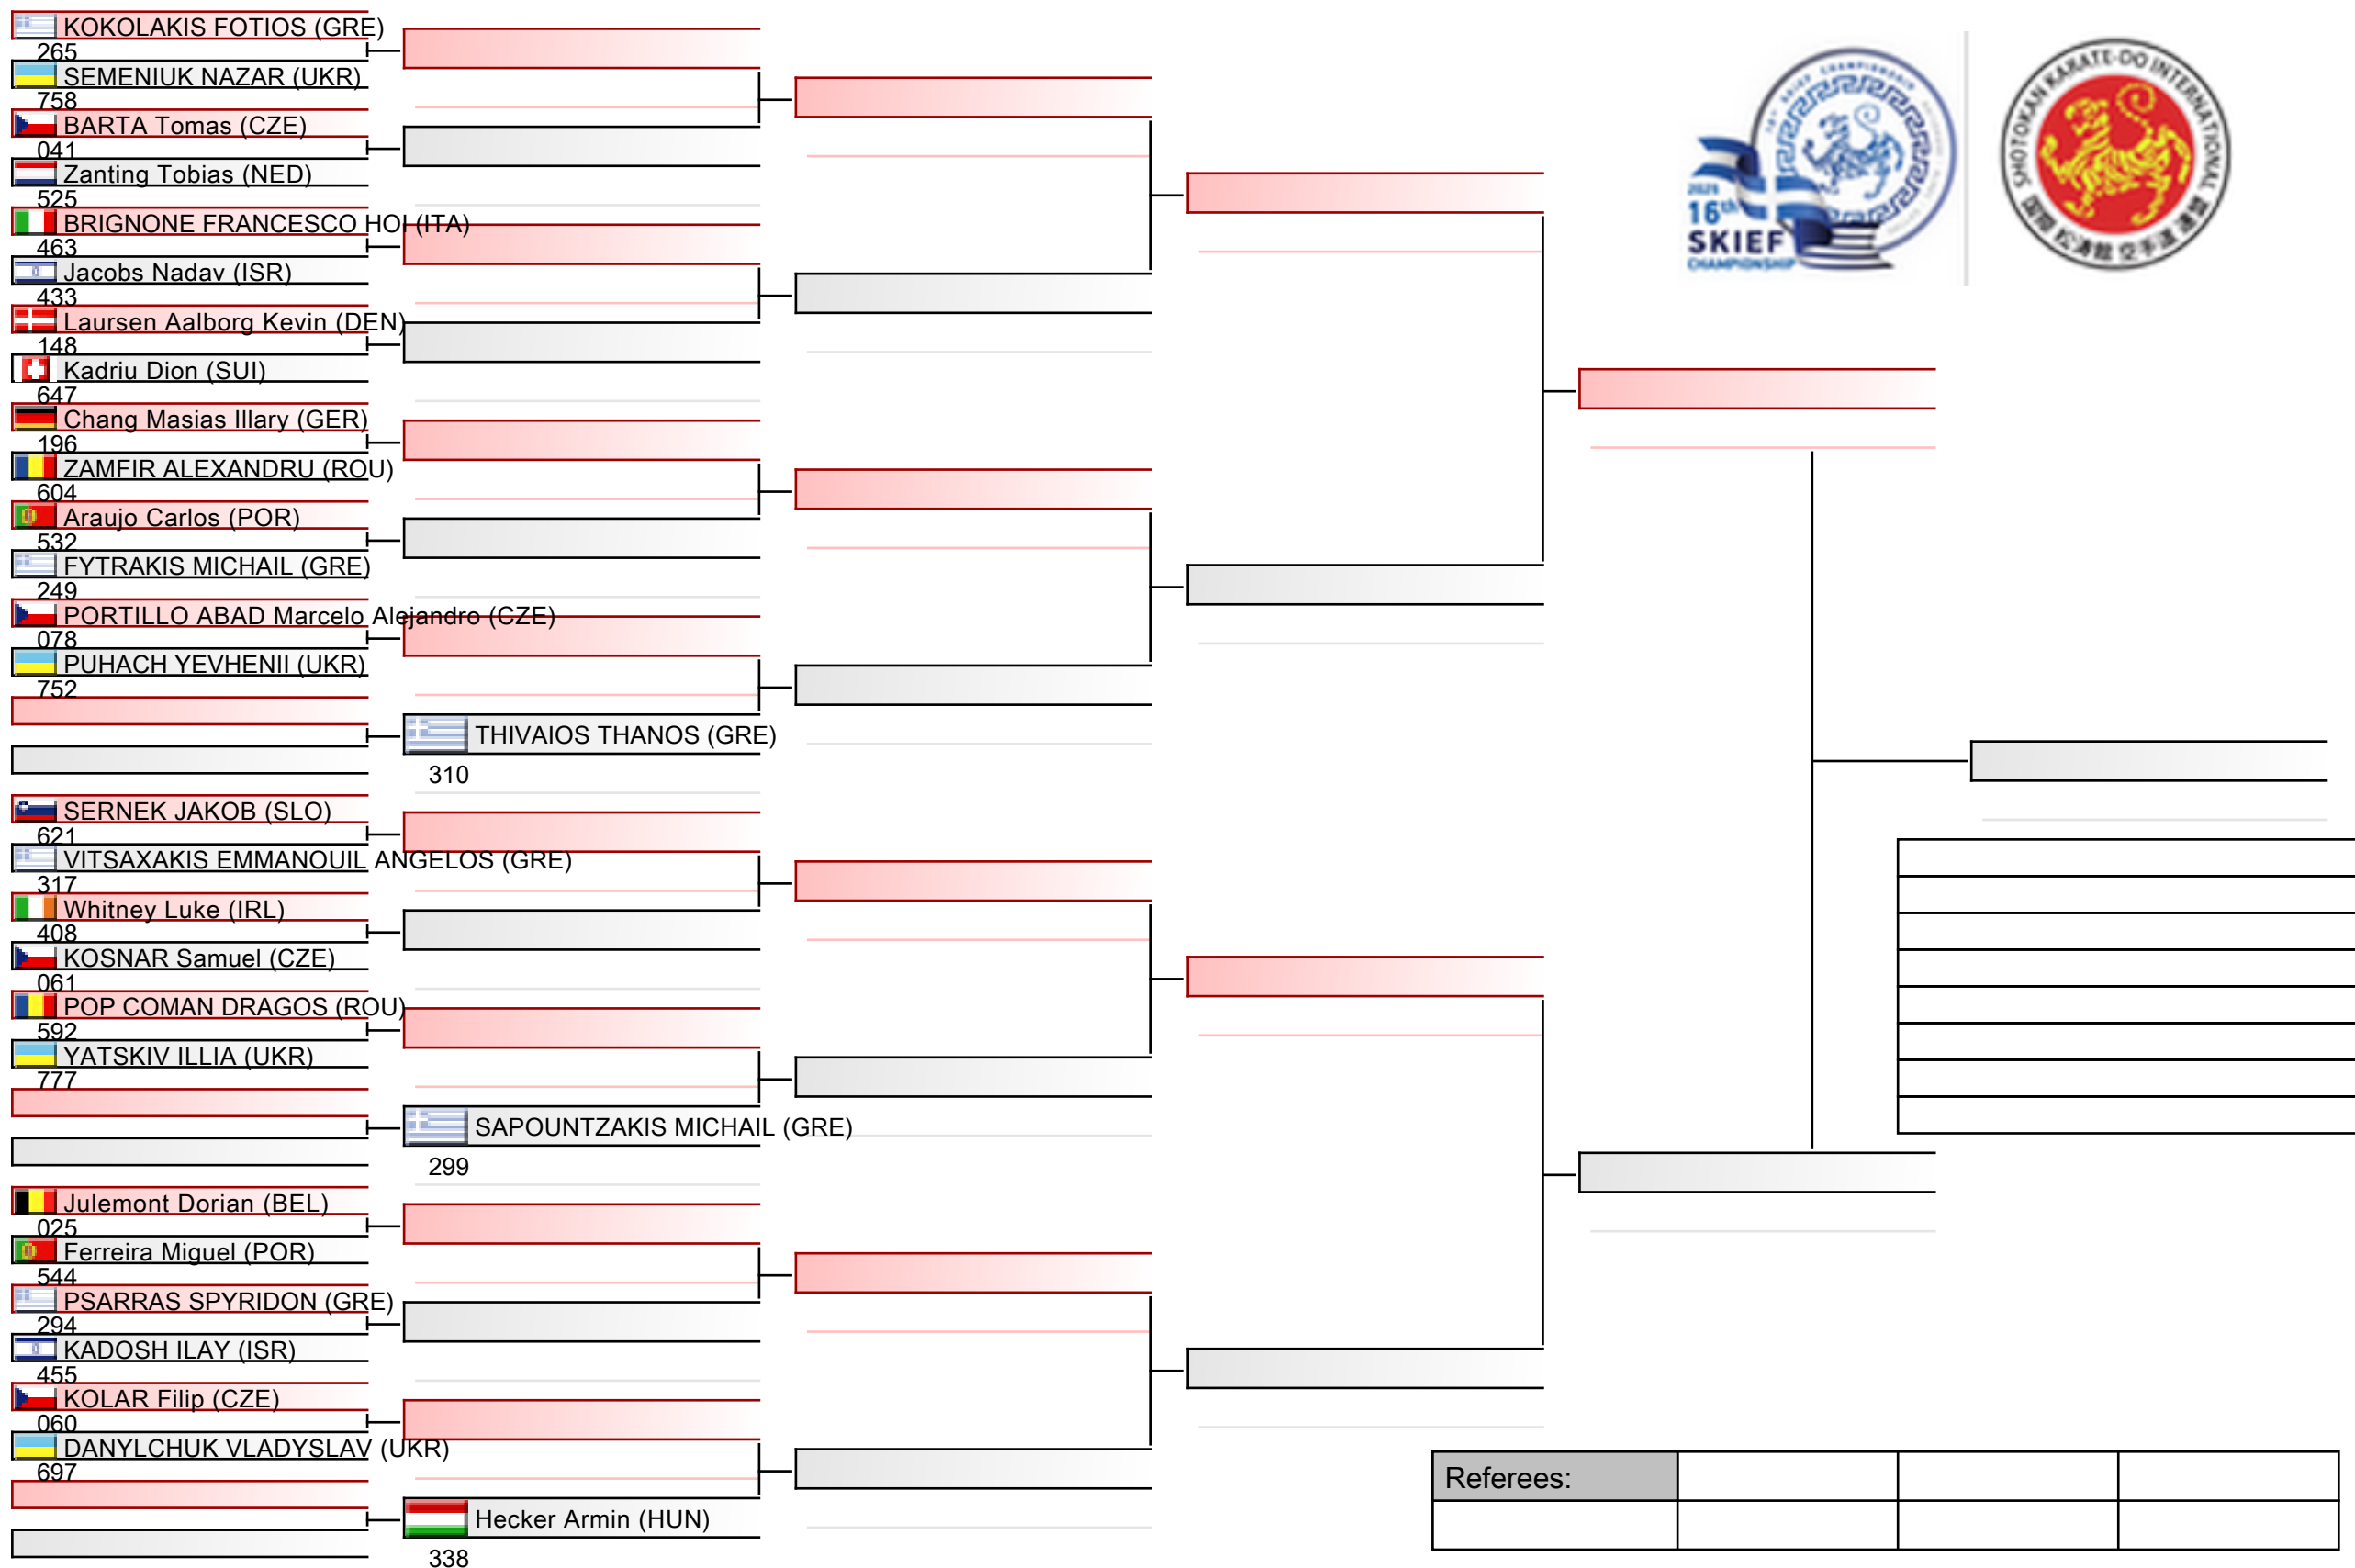 KOKOLAKIS FOTIOS (GRE)
265
SEMENIUK NAZAR (UKR)
758
BARTA Tomas (CZE)
041
Zanting Tobias (NED)
525
BRIGNONE FRANCESCO HOI (ITA)
463
Jacobs Nadav (ISR)
433
Laursen Aalborg Kevin (DEN)
148
Kadriu Dion (SUI)
647
Chang Masias Illary (GER)
196
ZAMFIR ALEXANDRU (ROU)
604
Araujo Carlos (POR)
532
FYTRAKIS MICHAIL (GRE)
249
PORTILLO ABAD Marcelo Alejandro (CZE)
078
PUHACH YEVHENII (UKR)
752
THIVAIOS THANOS (GRE)
310
SERNEK JAKOB (SLO)
621
VITSAXAKIS EMMANOUIL ANGELOS (GRE)
317
Whitney Luke (IRL)
408
KOSNAR Samuel (CZE)
061
POP COMAN DRAGOS (ROU)
592
YATSKIV ILLIA (UKR)
777
SAPOUNTZAKIS MICHAIL (GRE)
299
Julemont Dorian (BEL)
025
Ferreira Miguel (POR)
544
PSARRAS SPYRIDON (GRE)
294
KADOSH ILAY (ISR)
455
KOLAR Filip (CZE)
060
DANYLCHUK VLADYSLAV (UKR)
697
Hecker Armin (HUN)
338
16th
SKIEF
CHAMPIONSHIP
SHOTOKAN KARATE-DO INTERNATIONAL
Referees: